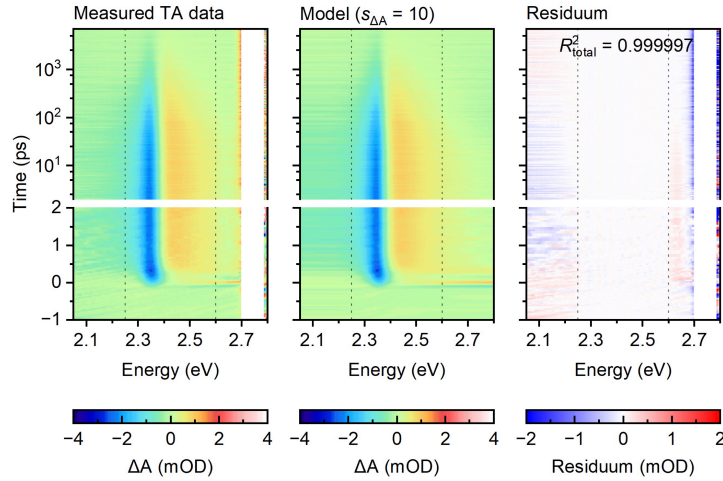 Measured TA data
Model (sΔA = 10)
Residuum
R²total = 0.999997
Time (ps)
10³
10²
10¹
2
1
0
−1
2.1 2.3 2.5 2.7
2.1 2.3 2.5 2.7
2.1 2.3 2.5 2.7
Energy (eV)
Energy (eV)
Energy (eV)
−4 −2 0 2 4
−4 −2 0 2 4
−2 −1 0 1 2
ΔA (mOD)
ΔA (mOD)
Residuum (mOD)